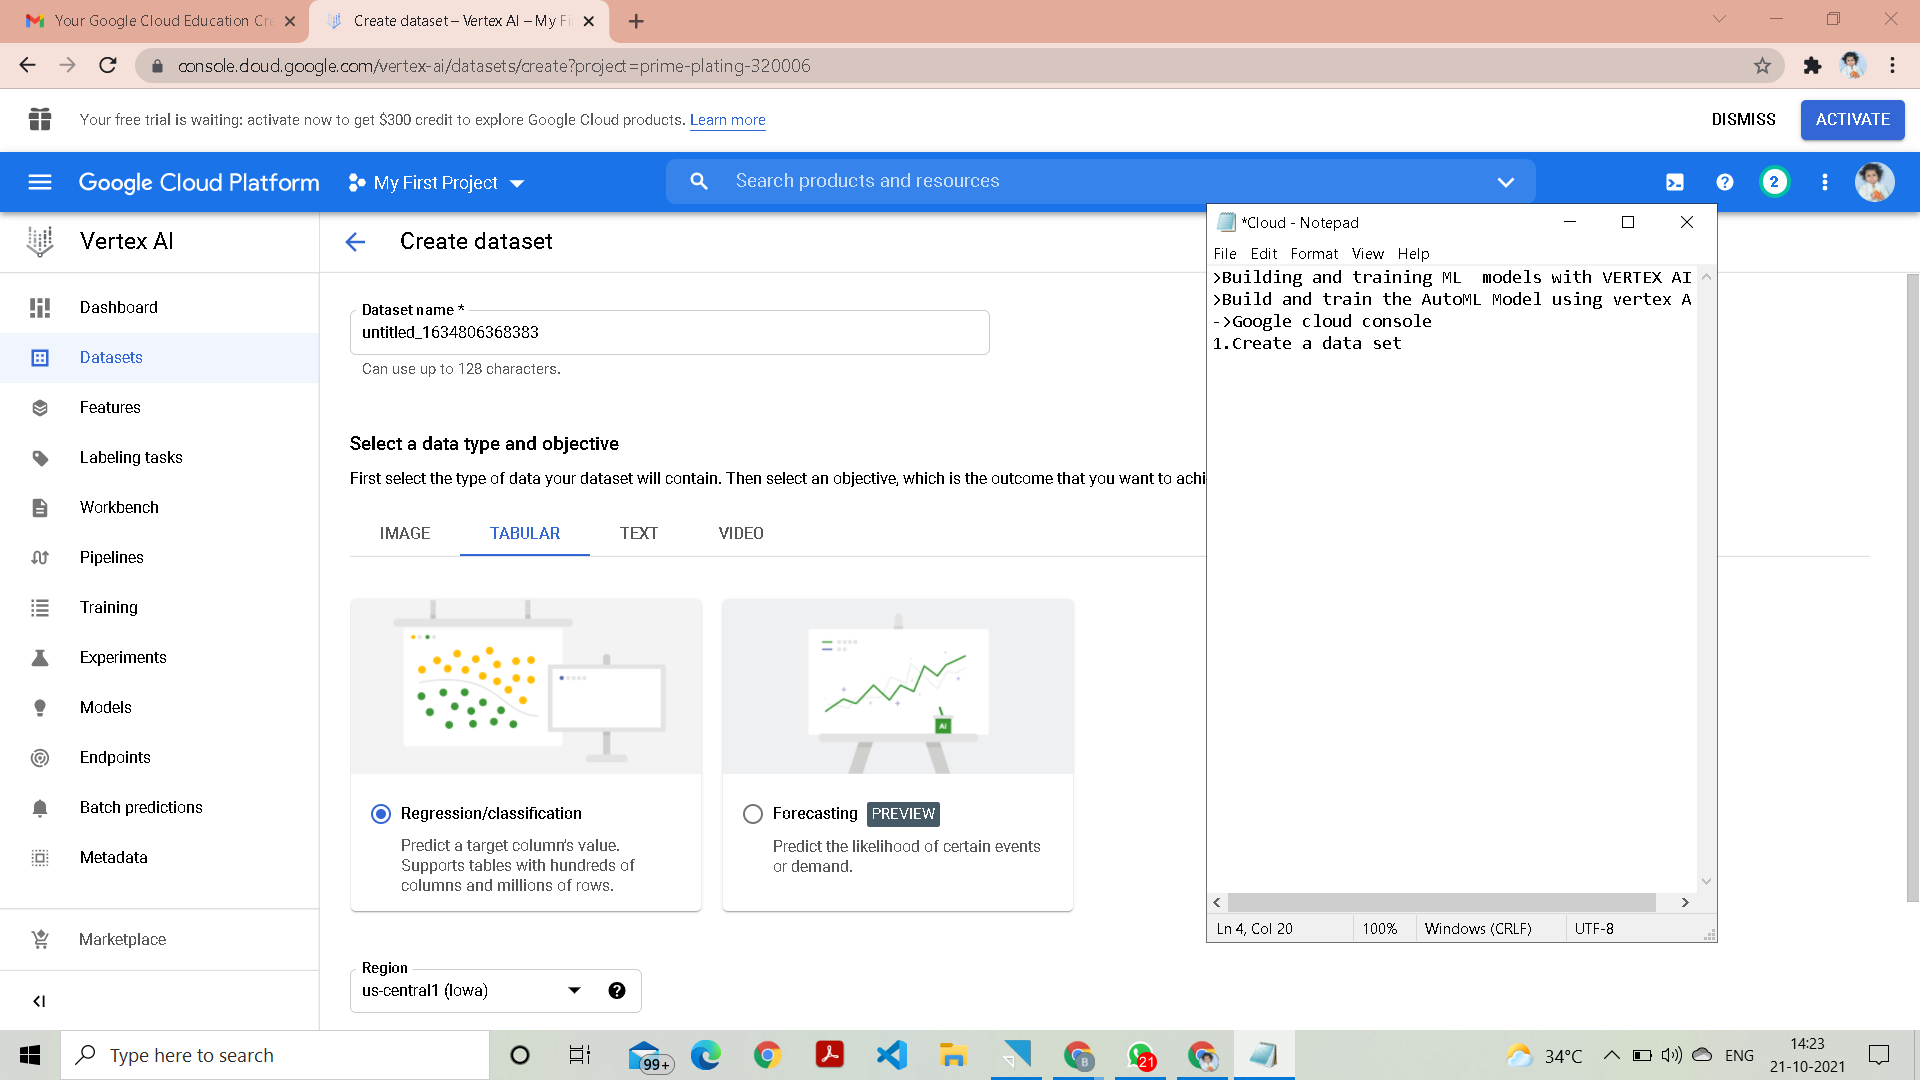 Your Google Cloud Education Cre
Create dataset – Vertex AI – My Fi
console.cloud.google.com/vertex-ai/datasets/create?project=prime-plating-320006
Your free trial is waiting: activate now to get $300 credit to explore Google Cloud products. Learn more
DISMISS
ACTIVATE
Google Cloud Platform
My First Project
Search products and resources
2
Vertex AI
Create dataset
Dashboard
Datasets
Features
Labeling tasks
Workbench
Pipelines
Training
Experiments
Models
Endpoints
Batch predictions
Metadata
Marketplace
Dataset name *
untitled_1634806368383
Can use up to 128 characters.
Select a data type and objective
First select the type of data your dataset will contain. Then select an objective, which is the outcome that you want to achi
IMAGE
TABULAR
TEXT
VIDEO
AI
Regression/classification
Predict a target column's value.
Supports tables with hundreds of
columns and millions of rows.
Forecasting
PREVIEW
Predict the likelihood of certain events
or demand.
Region
us-central1 (Iowa)
*Cloud - Notepad
File Edit Format View Help
>Building and training ML  models with VERTEX AI
>Build and train the AutoML Model using vertex A
->Google cloud console
1.Create a data set
Ln 4, Col 20
100%
Windows (CRLF)
UTF-8
Type here to search
99+
B
21
34°C
ENG
14:23
21-10-2021